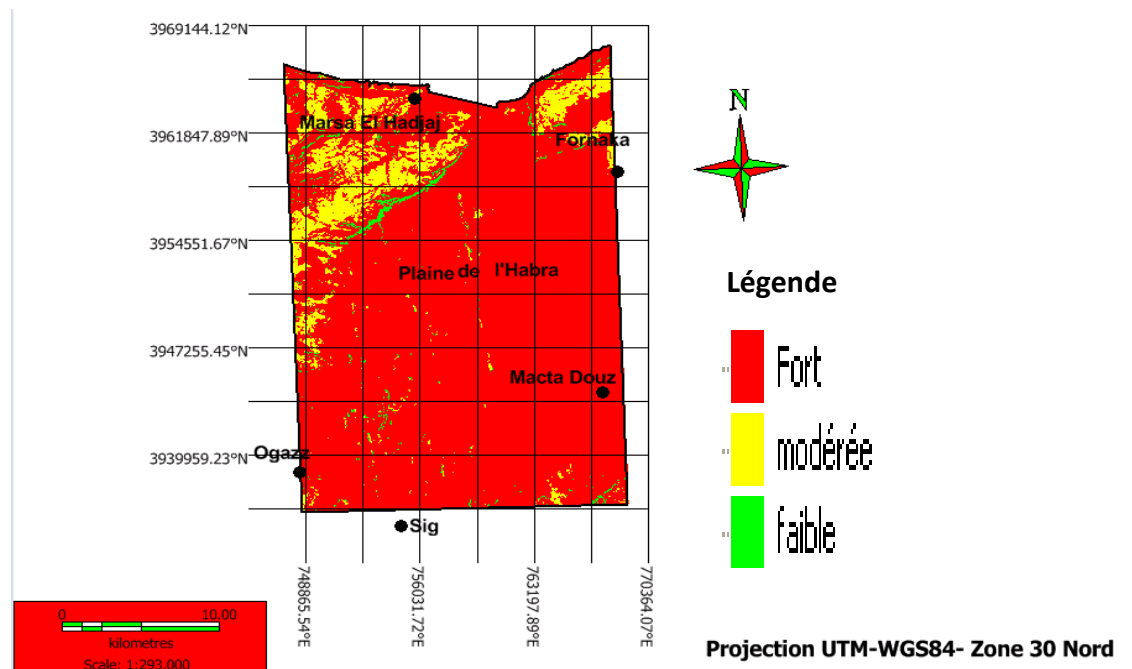 3969144.12°N
N
Marsa El Hadjaj
3961847.89°N
Fornaka
3954551.67°N
Plaine de l'Habra
Légende
3947255.45°N
Fort
Macta Douz
modérée
3939959.23°N
Ogazz
faible
Sig
748865.54°E
756031.72°E
763197.89°E
770364.07°E
0 10.00
kilometres
Scale: 1:293.000
Projection UTM-WGS84- Zone 30 Nord